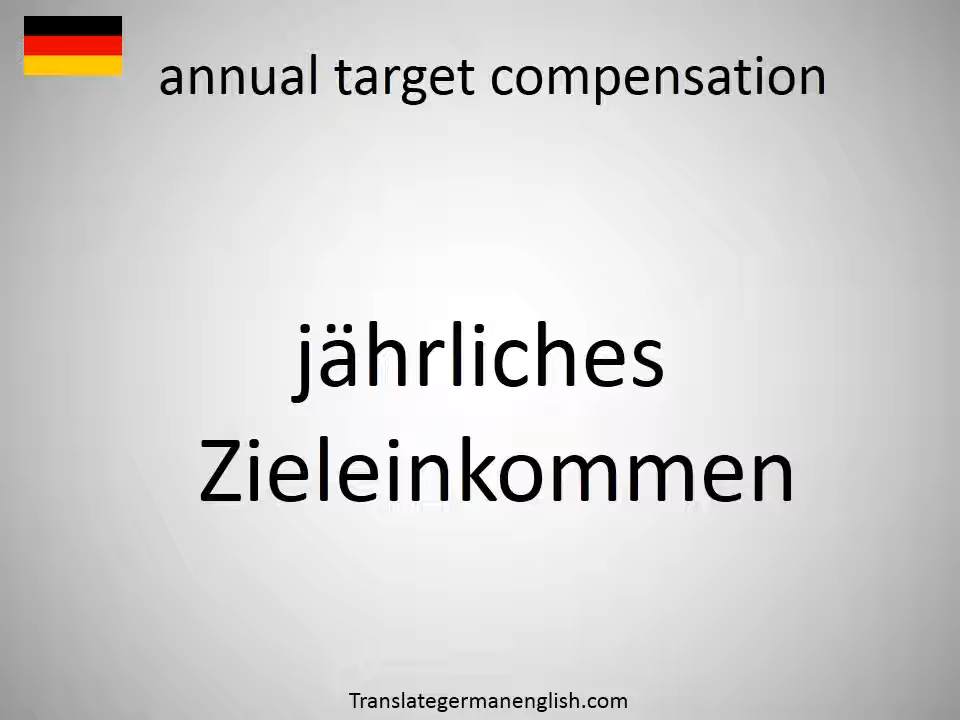 annual target compensation
jährliches
Zieleinkommen
Translategermanenglish.com